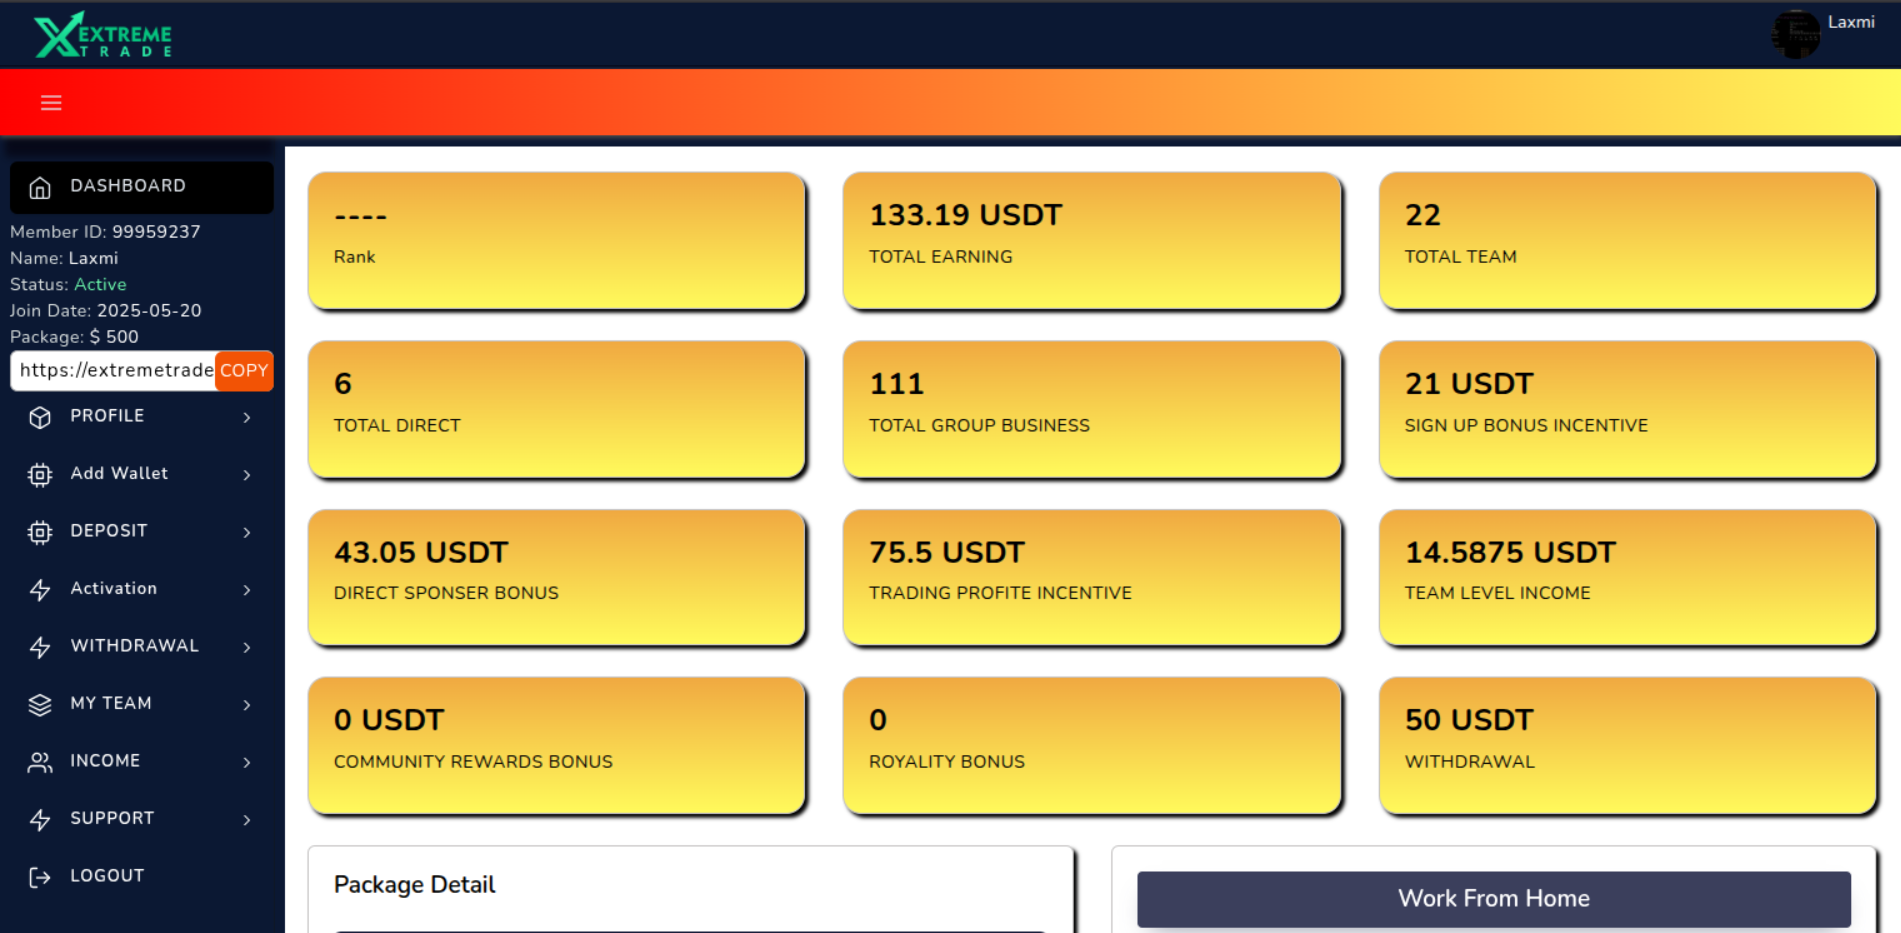 EXTREME
TRADE
Laxmi
DASHBOARD
Member ID: 99959237
Name: Laxmi
Status: Active
Join Date: 2025-05-20
Package: $ 500
https://extremetrade COPY
PROFILE
Add Wallet
DEPOSIT
Activation
WITHDRAWAL
MY TEAM
INCOME
SUPPORT
LOGOUT
----
Rank
133.19 USDT
TOTAL EARNING
22
TOTAL TEAM
6
TOTAL DIRECT
111
TOTAL GROUP BUSINESS
21 USDT
SIGN UP BONUS INCENTIVE
43.05 USDT
DIRECT SPONSER BONUS
75.5 USDT
TRADING PROFITE INCENTIVE
14.5875 USDT
TEAM LEVEL INCOME
0 USDT
COMMUNITY REWARDS BONUS
0
ROYALITY BONUS
50 USDT
WITHDRAWAL
Package Detail
Work From Home